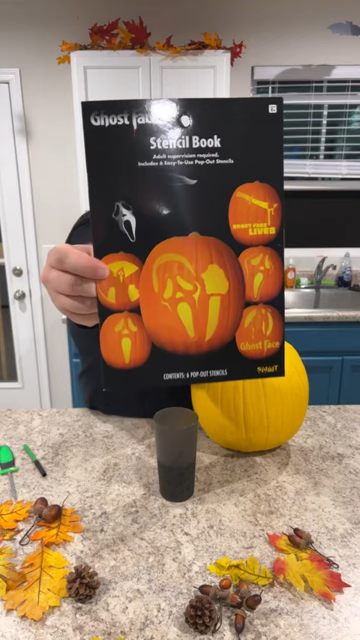 Ghost Face
Stencil Book
Adult supervision required.
Includes 6 Easy-To-Use Pop-Out Stencils
GHOST FACE
LIVES
Ghost face
CONTENTS: 6 POP-OUT STENCILS